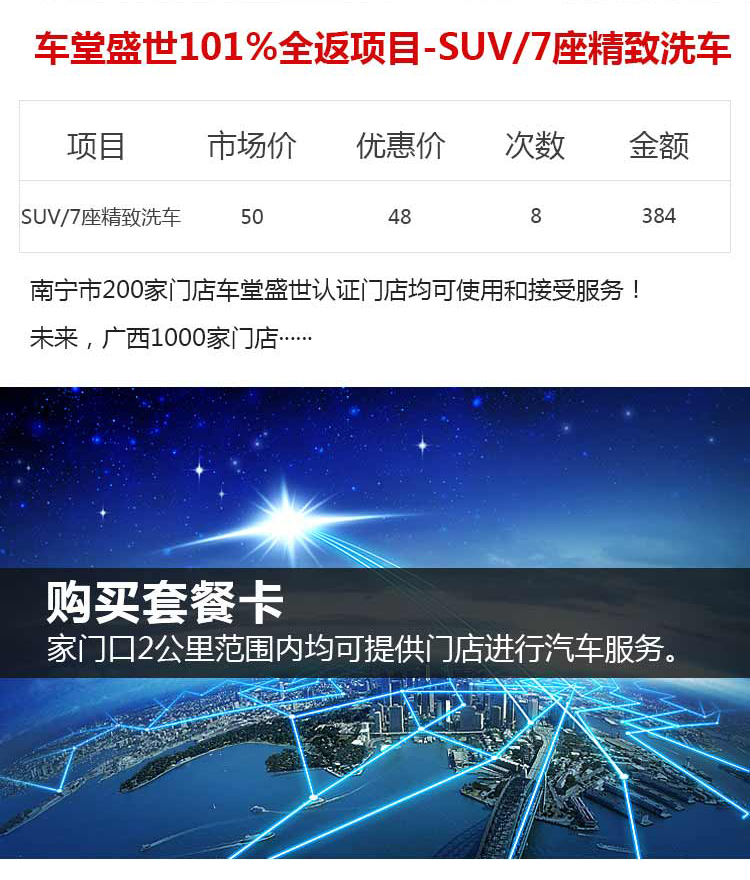 车堂盛世101%全返项目-SUV/7座精致洗车
项目 市场价 优惠价 次数 金额
SUV/7座精致洗车 50 48 8 384
南宁市200家门店车堂盛世认证门店均可使用和接受服务！
未来，广西1000家门店······
购买套餐卡
家门口2公里范围内均可提供门店进行汽车服务。